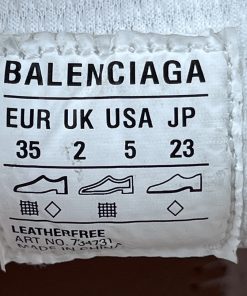 BALENCIAGA
EUR UK USA JP
35 2 5 23
LEATHERFREE
ART NO. 734731
MADE IN CHINA